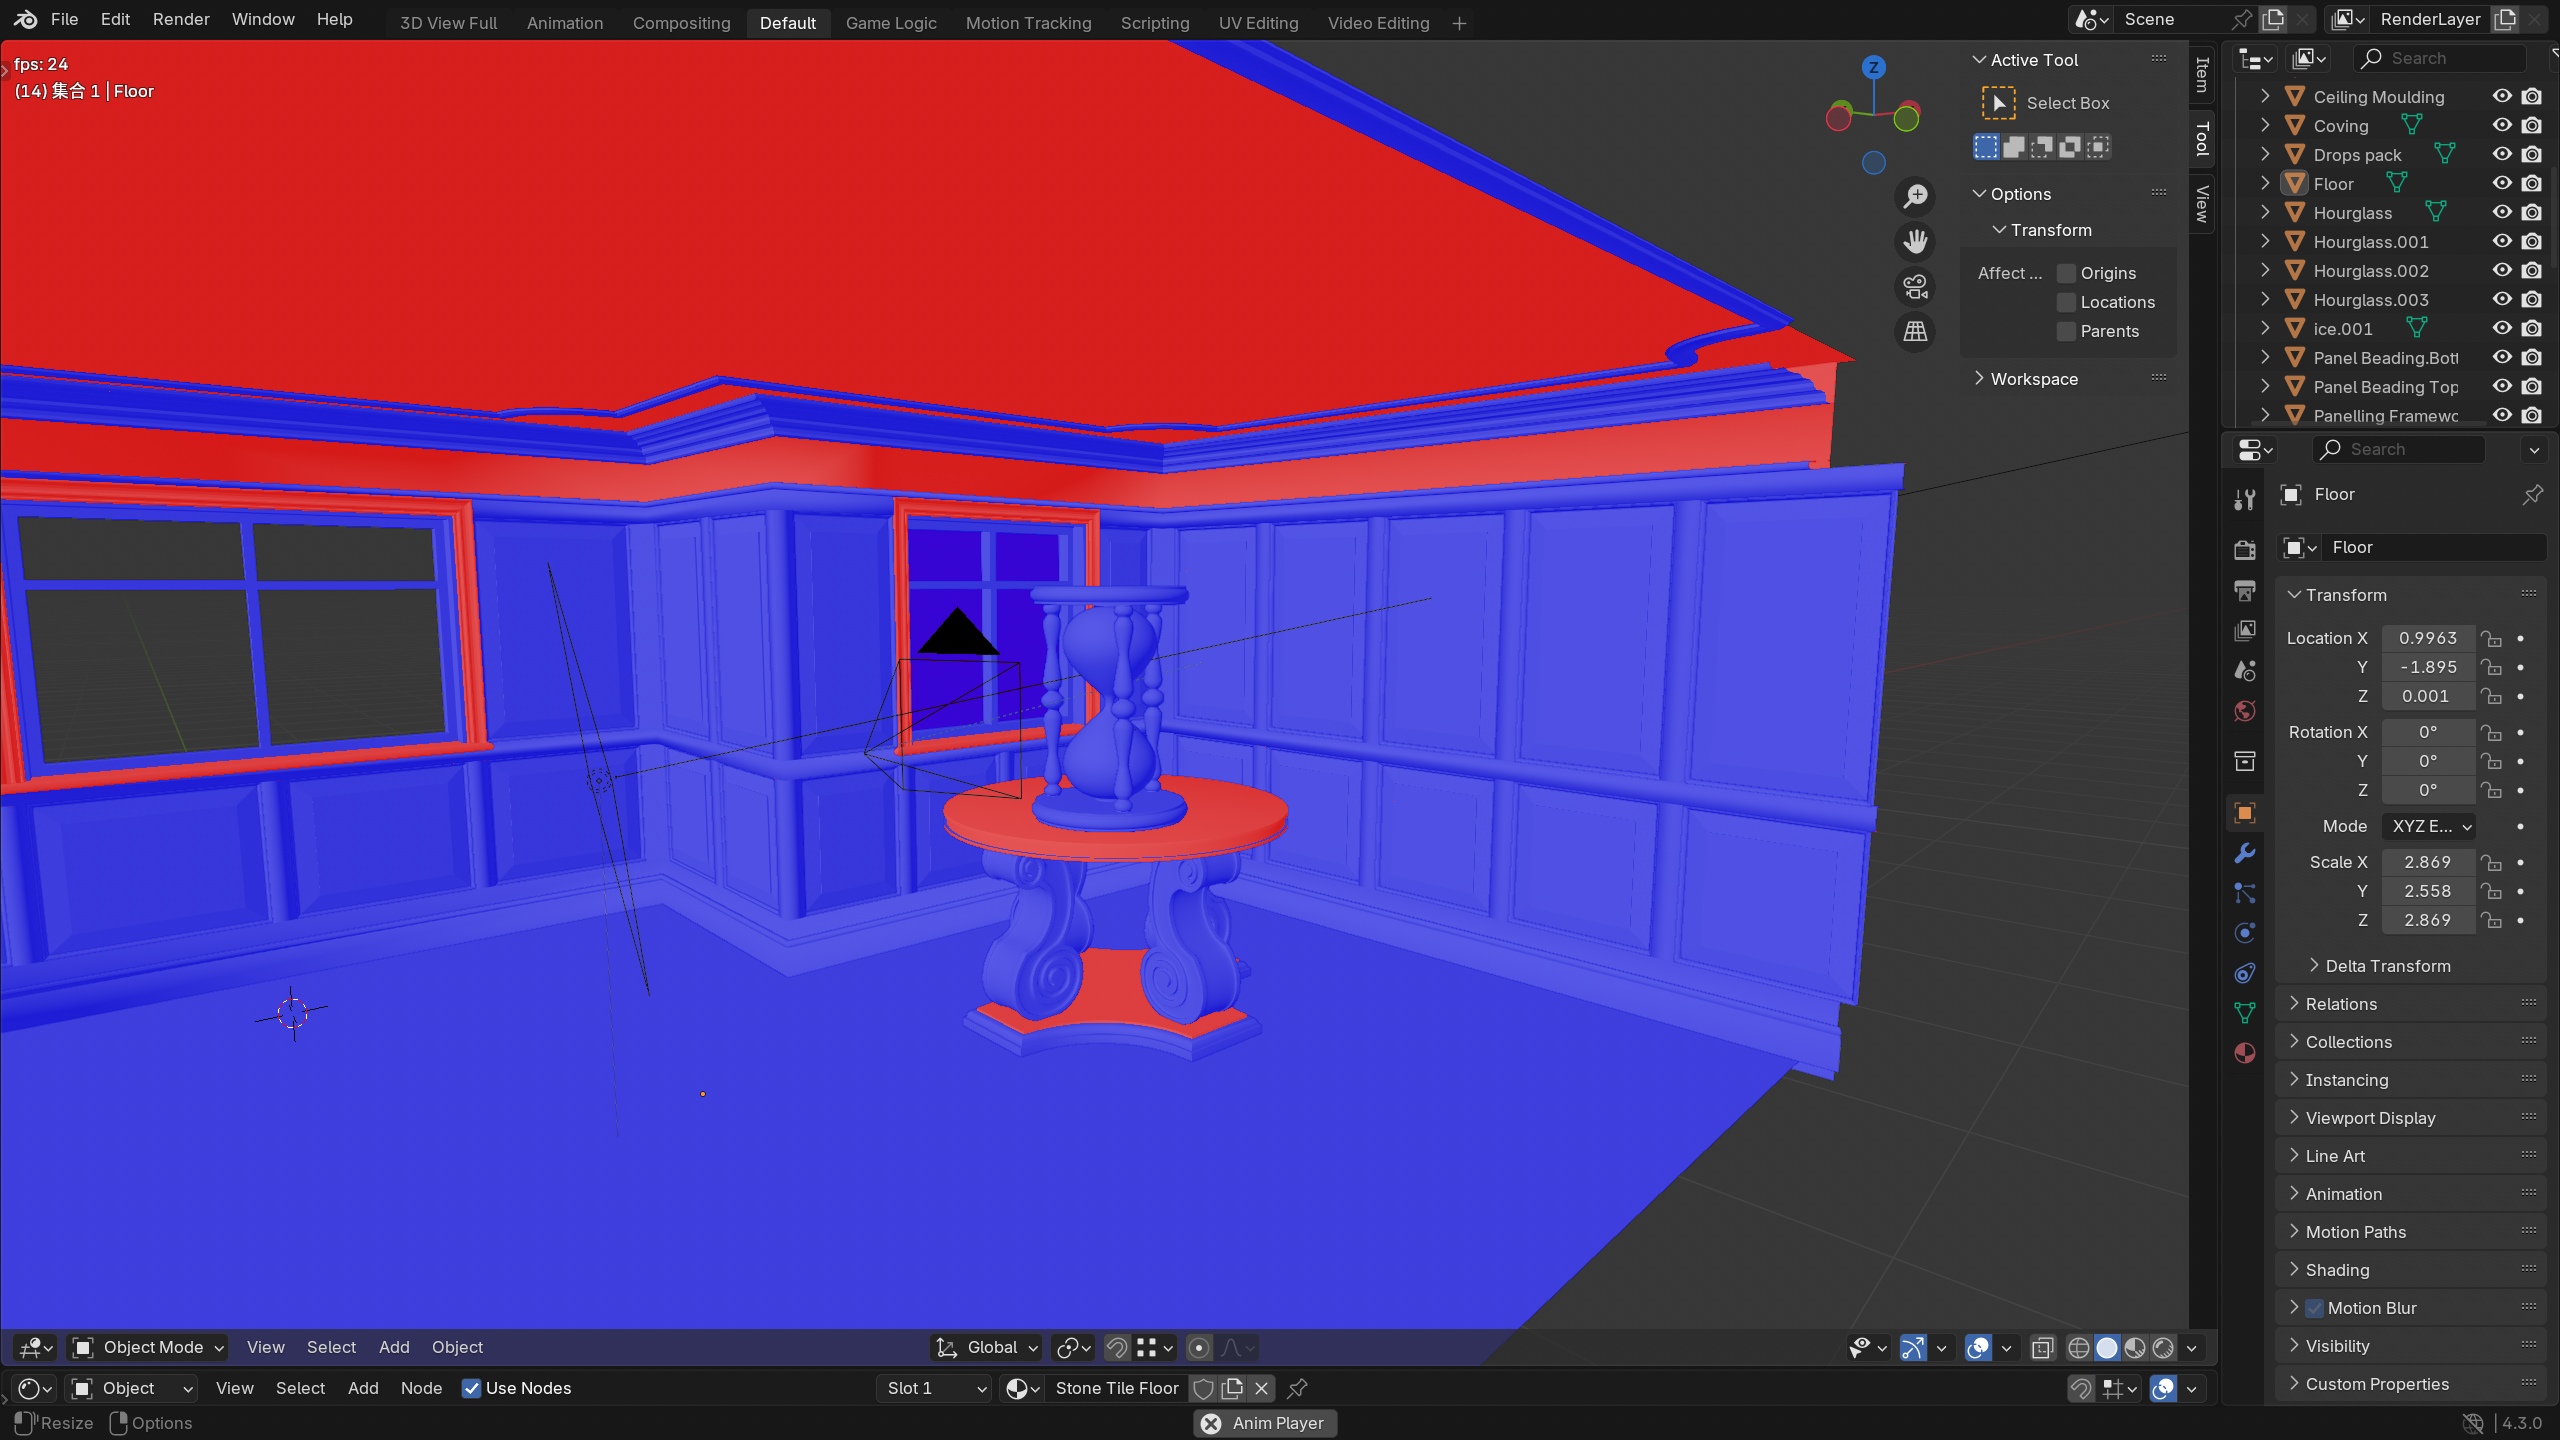 File Edit Render Window Help
3D View Full Animation Compositing Default Game Logic Motion Tracking Scripting UV Editing Video Editing
Scene
RenderLayer
fps: 24
(14) 集合 1 | Floor
Z
Active Tool
Select Box
Options
Transform
Affect ... Origins
Locations
Parents
Workspace
Item
Tool
View
Search
Ceiling Moulding
Coving
Drops pack
Floor
Hourglass
Hourglass.001
Hourglass.002
Hourglass.003
ice.001
Panel Beading.Bott
Panel Beading Top
Panelling Framewo
Search
Floor
Floor
Transform
Location X 0.9963
Y -1.895
Z 0.001
Rotation X 0°
Y 0°
Z 0°
Mode XYZ E...
Scale X 2.869
Y 2.558
Z 2.869
Delta Transform
Relations
Collections
Instancing
Viewport Display
Line Art
Animation
Motion Paths
Shading
Motion Blur
Visibility
Custom Properties
Object Mode View Select Add Object
Global
Object View Select Add Node Use Nodes
Slot 1
Stone Tile Floor
Resize Options
Anim Player
4.3.0